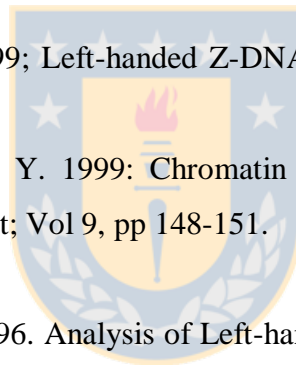 99; Left-handed Z-DNA
Y. 1999: Chromatin
t; Vol 9, pp 148-151.
96. Analysis of Left-han